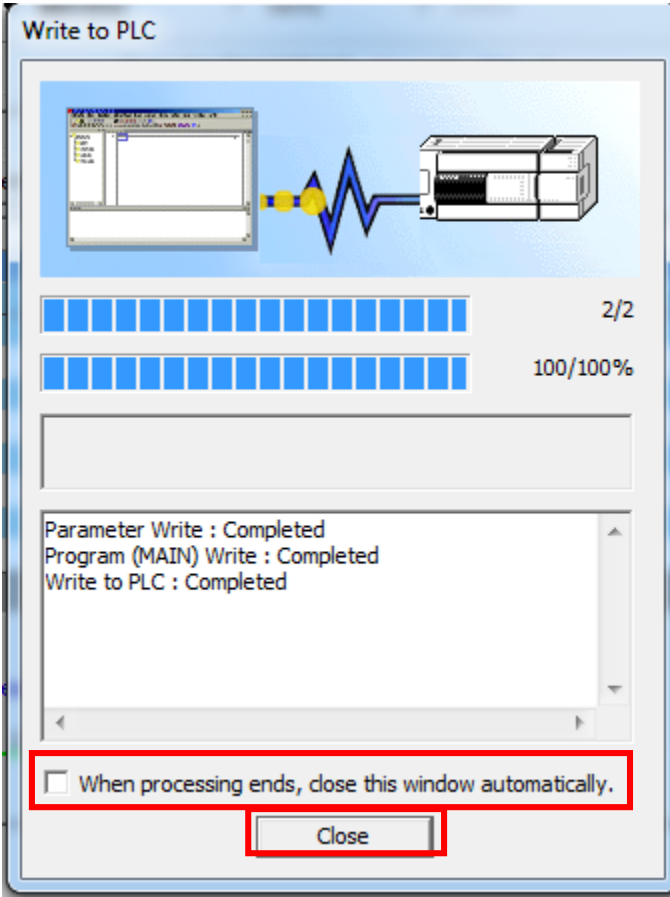 Write to PLC
2/2
100/100%
Parameter Write : Completed
Program (MAIN) Write : Completed
Write to PLC : Completed
When processing ends, close this window automatically.
Close